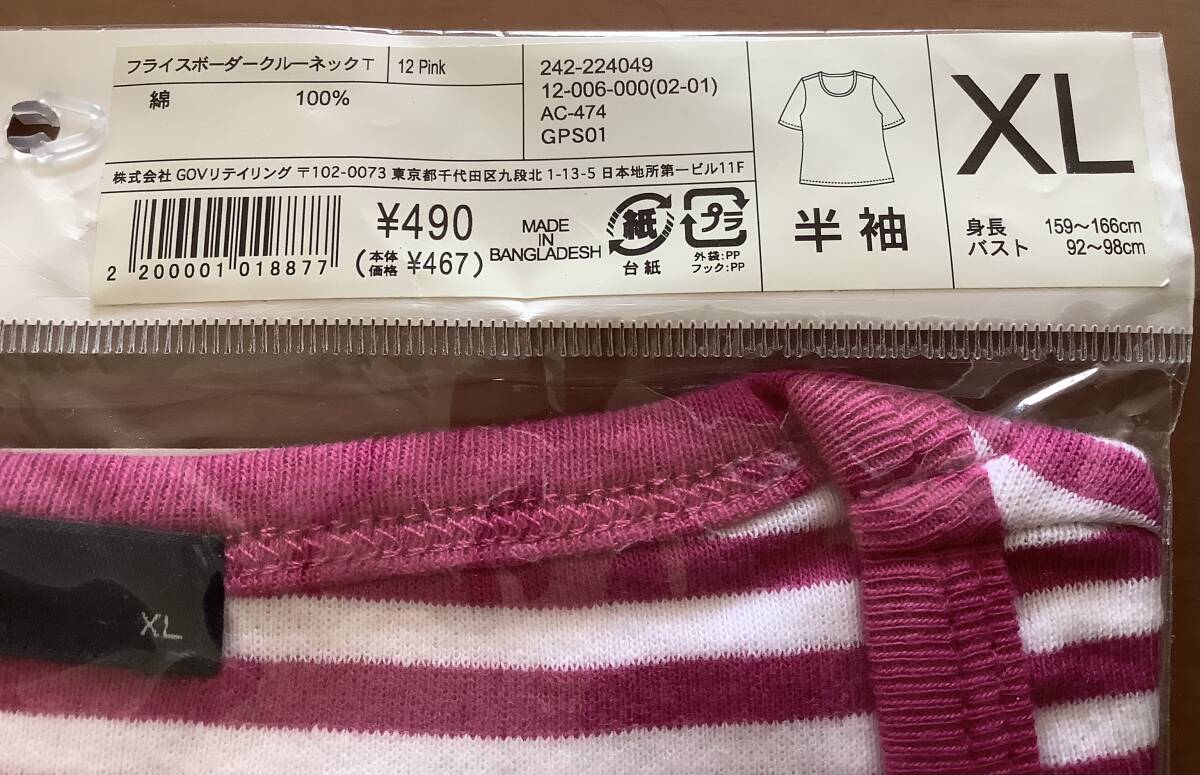 フライスボーダークルーネックT 12 Pink
綿 100%
242-224049
12-006-000(02-01)
AC-474
GPS01
株式会社 GOVリテイリング 〒102-0073 東京都千代田区九段北 1-13-5 日本地所第一ビル11F
2 200001 018877
¥490
(本体価格 ¥467)
MADE
IN
BANGLADESH
紙
台紙
プラ
外袋:PP
フック:PP
半袖
XL
身長 159〜166cm
バスト 92〜98cm
XL